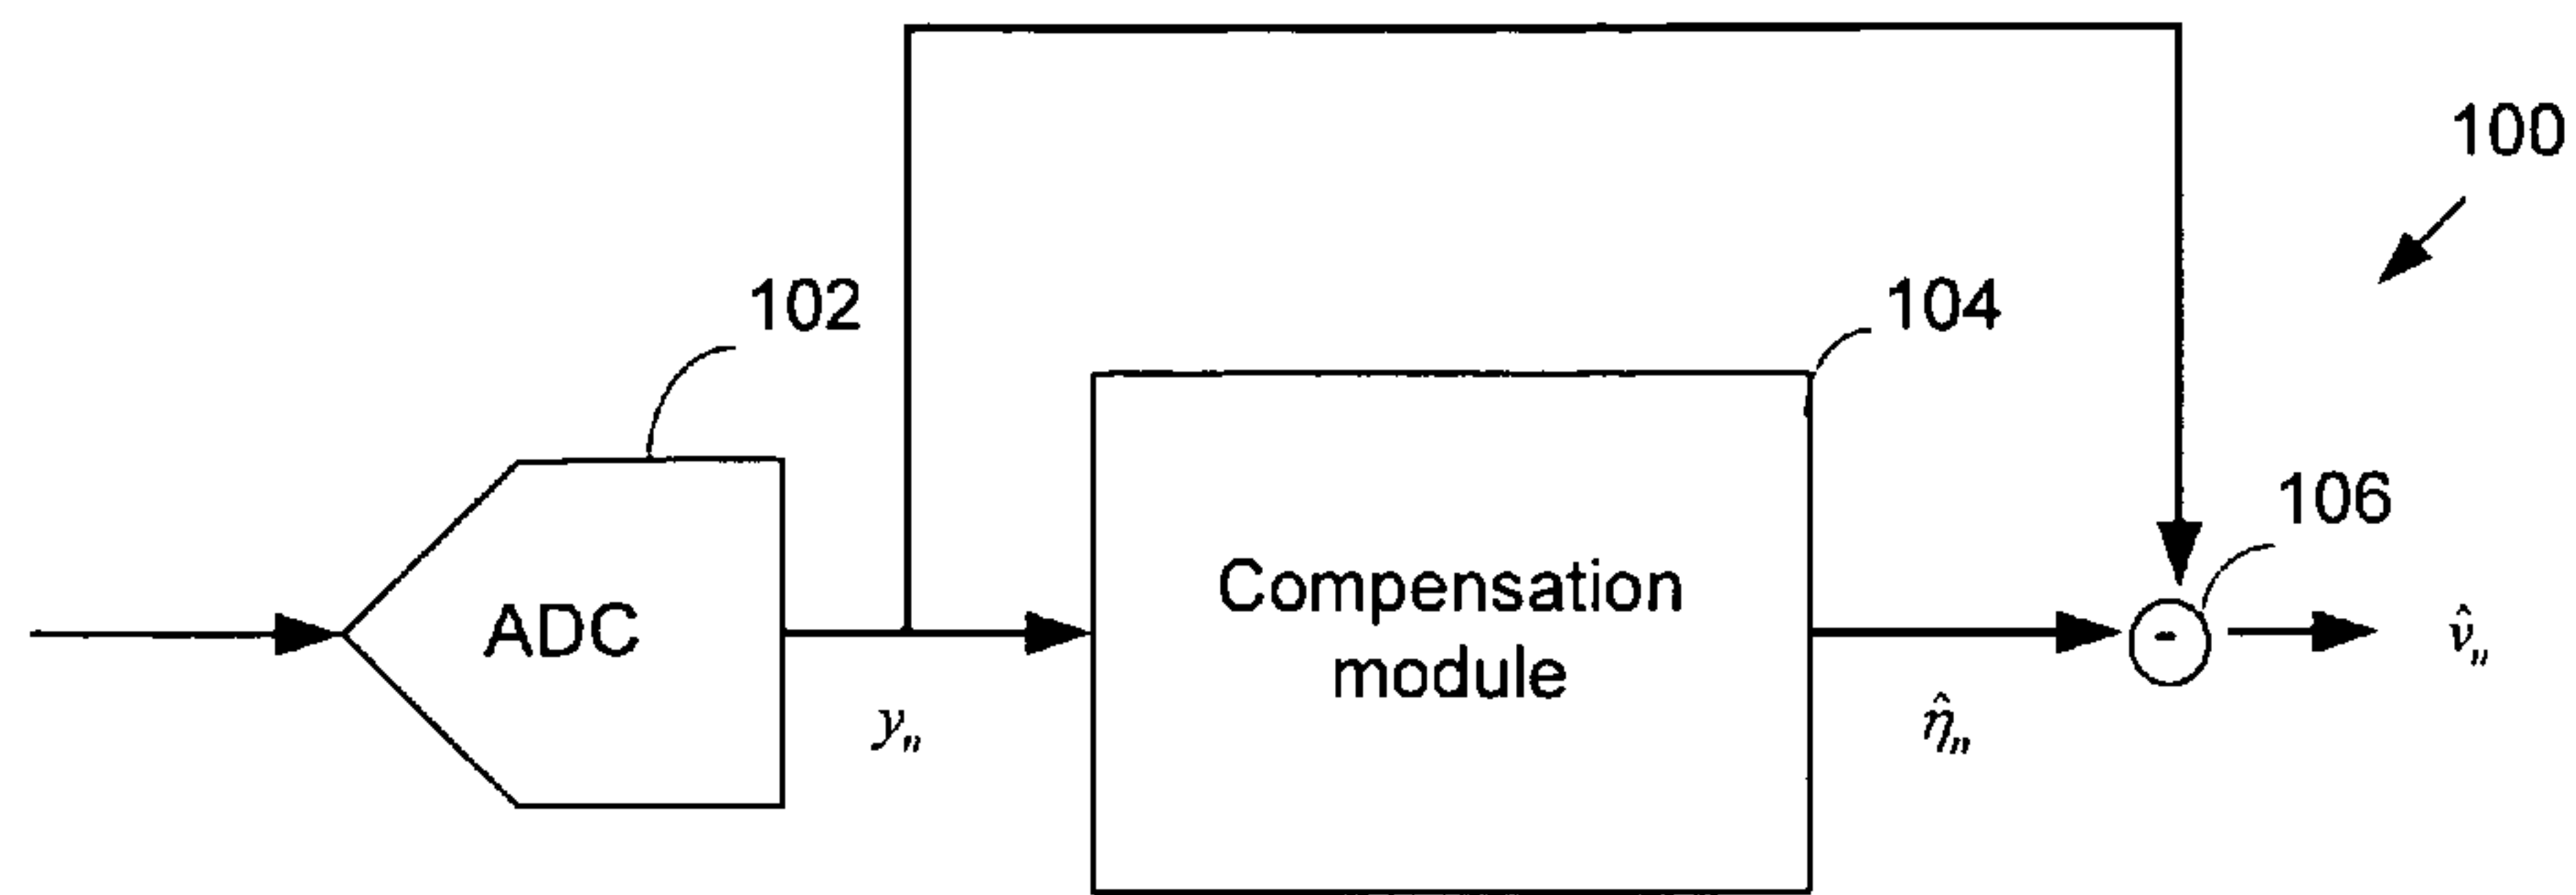 100
102
104
106
ADC
Compensation
module
-
yₙ
η̂ₙ
v̂ₙ